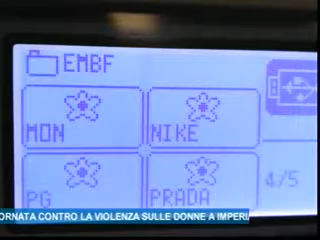 EMBF
MON
NIKE
PG
PRADA
4/5
ORNATA CONTRO LA VIOLENZA SULLE DONNE A IMPERI